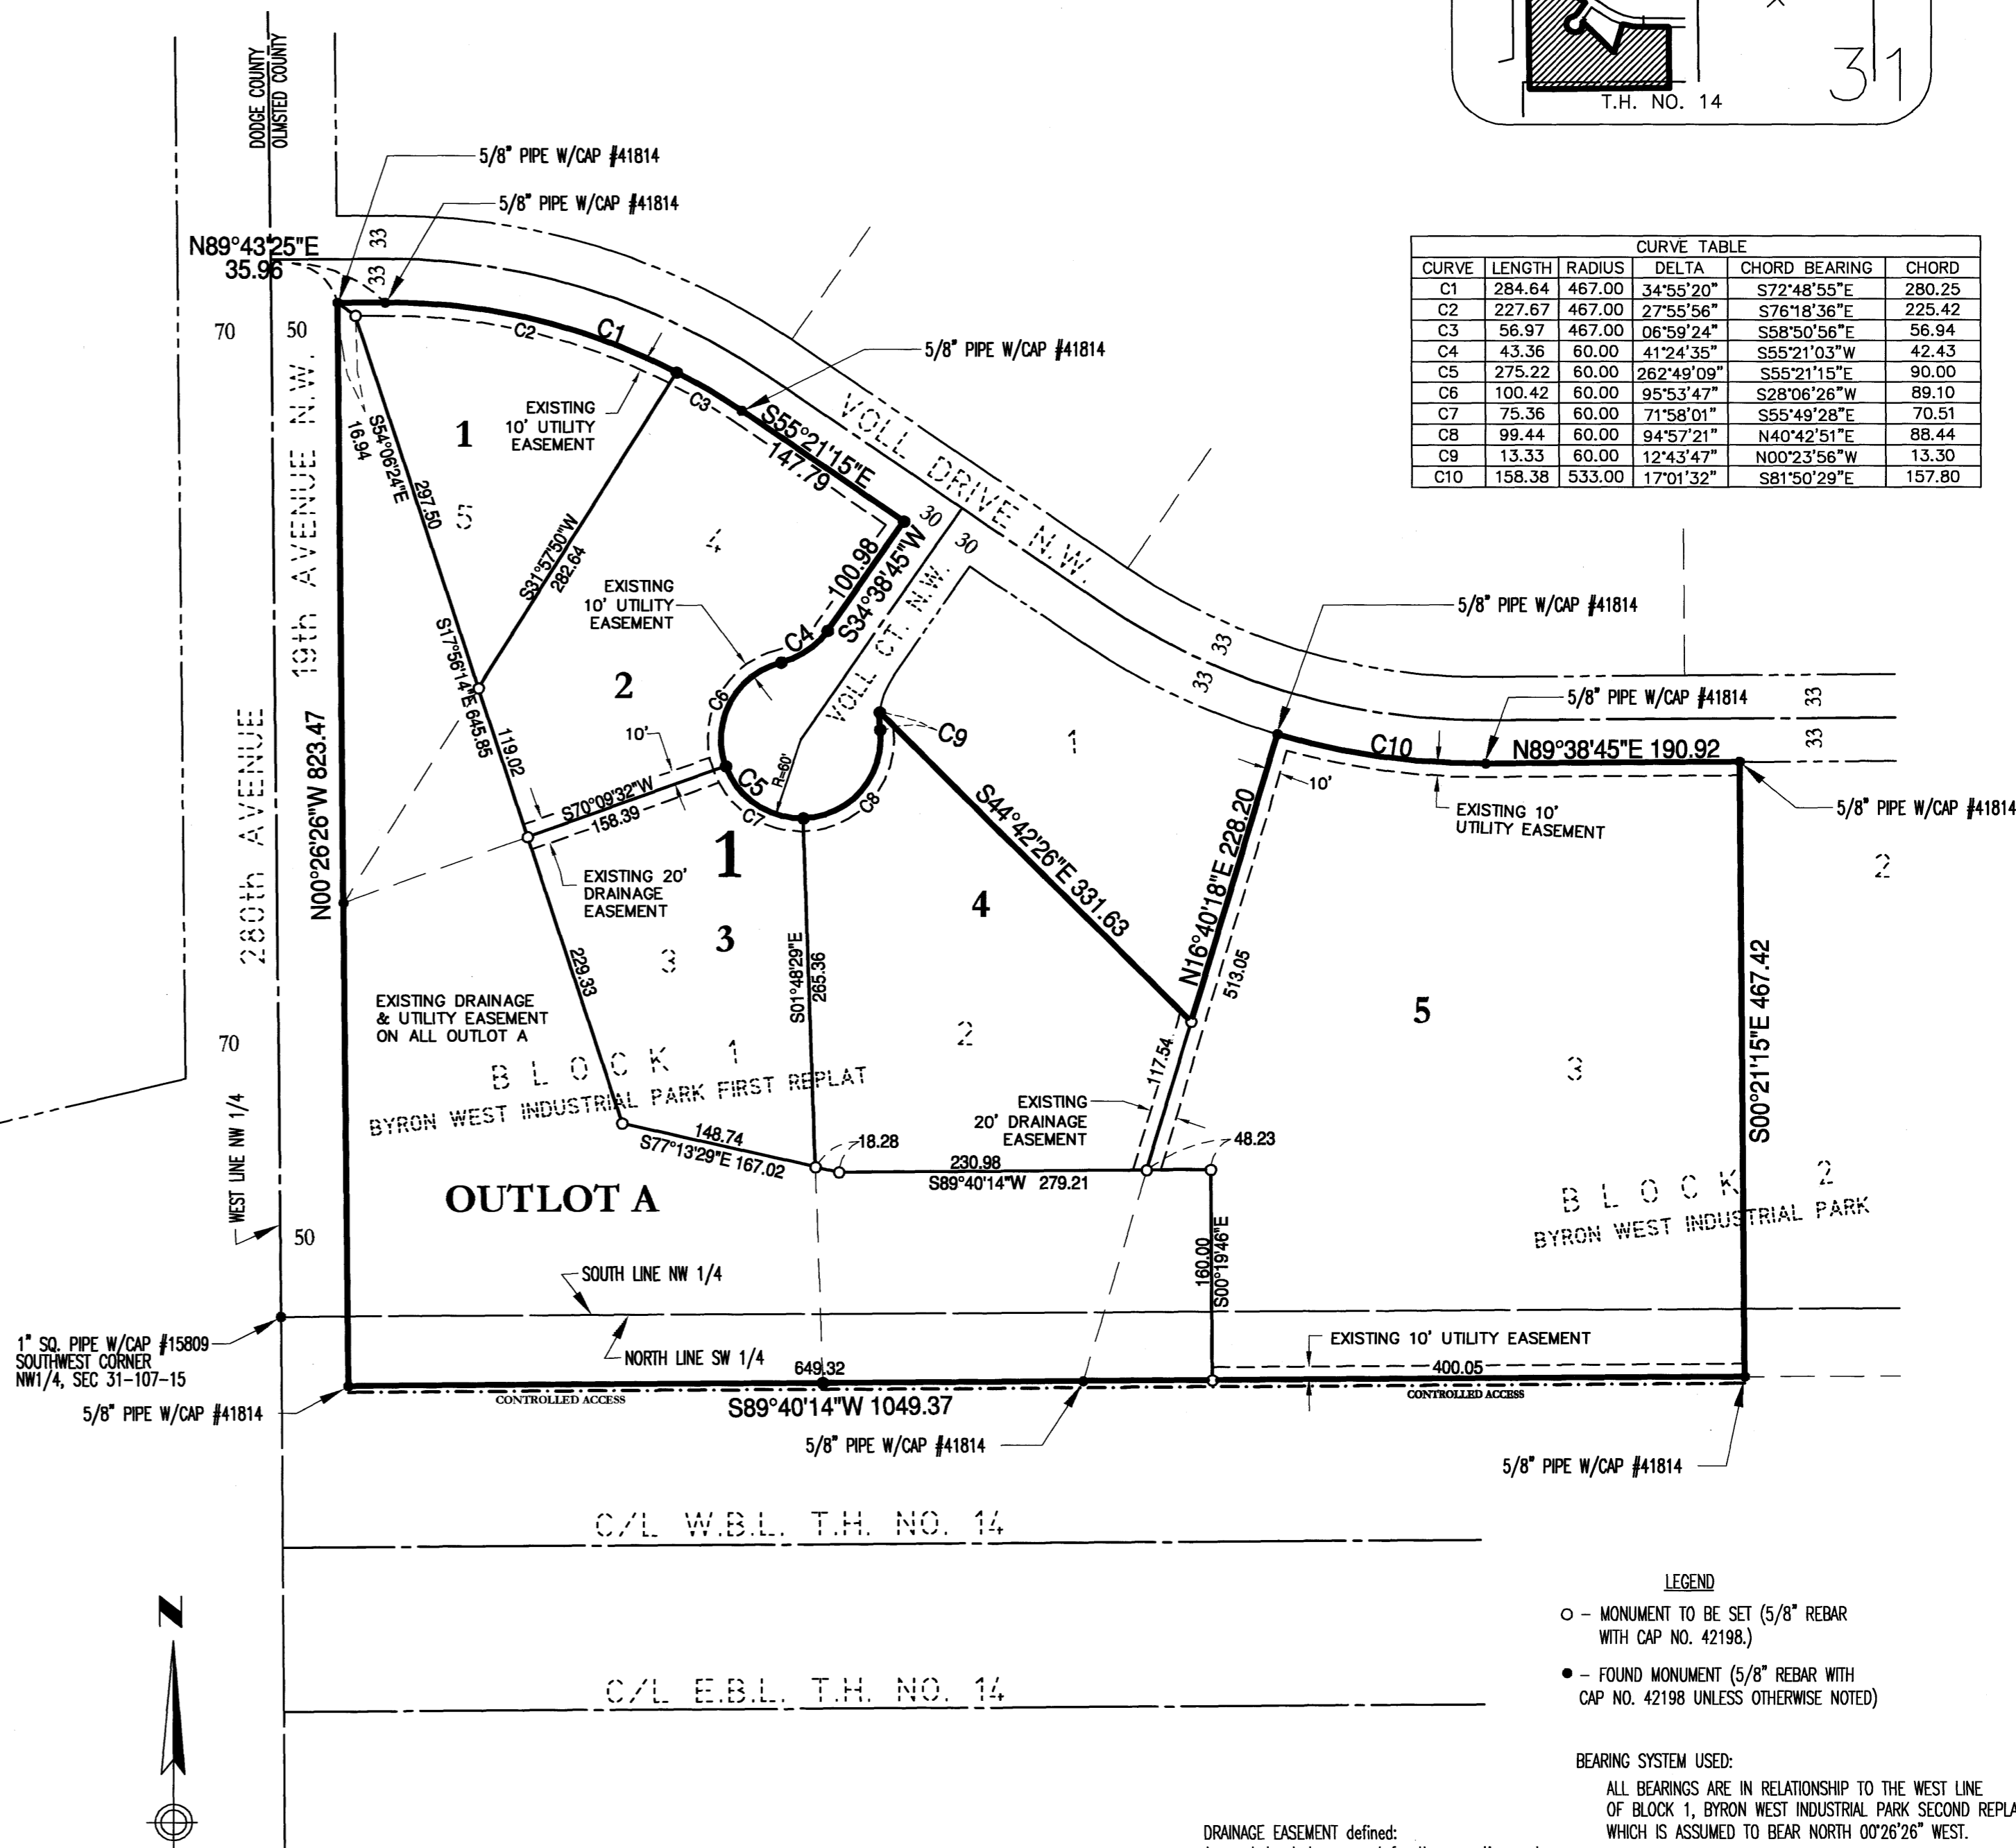 31
T.H. NO. 14
DODGE COUNTY
OLMSTED COUNTY
5/8" PIPE W/CAP #41814
5/8" PIPE W/CAP #41814
N89°43'25"E
35.96
33
33
70
50
19th AVENUE N.W.
280th AVENUE
CURVE TABLE
CURVE LENGTH RADIUS DELTA CHORD BEARING CHORD
C1 284.64 467.00 34°55'20" S72°48'55"E 280.25
C2 227.67 467.00 27°55'56" S76°18'36"E 225.42
C3 56.97 467.00 06°59'24" S58°50'56"E 56.94
C4 43.36 60.00 41°24'35" S55°21'03"W 42.43
C5 275.22 60.00 262°49'09" S55°21'15"E 90.00
C6 100.42 60.00 95°53'47" S28°06'26"W 89.10
C7 75.36 60.00 71°58'01" S55°49'28"E 70.51
C8 99.44 60.00 94°57'21" N40°42'51"E 88.44
C9 13.33 60.00 12°43'47" N00°23'56"W 13.30
C10 158.38 533.00 17°01'32" S81°50'29"E 157.80
C2
C1
5/8" PIPE W/CAP #41814
C3
EXISTING
10' UTILITY
EASEMENT
1
5
S54°06'24"E
16.94
297.50
S55°21'15"E
147.79
VOLL DRIVE N.W.
S31°57'50"W
282.64
4
30
30
100.98
S34°38'45"W
VOLL CT. N.W.
EXISTING
10' UTILITY
EASEMENT
C4
5/8" PIPE W/CAP #41814
33
33
S17°56'14"E 645.85
2
C6
10'
119.02
R=60'
C9
1
5/8" PIPE W/CAP #41814
33
33
C10
N89°38'45"E 190.92
5/8" PIPE W/CAP #41814
10'
EXISTING 10'
UTILITY EASEMENT
2
N00°26'26"W 823.47
S70°09'32"W
158.39
C5
C7
C8
1
EXISTING 20'
DRAINAGE
EASEMENT
S44°42'26"E 331.63
N16°40'18"E 228.20
513.05
4
3
3
229.33
S01°48'29"E
265.36
2
5
3
S00°21'15"E 467.42
EXISTING DRAINAGE
& UTILITY EASEMENT
ON ALL OUTLOT A
70
BLOCK 1
BYRON WEST INDUSTRIAL PARK FIRST REPLAT
117.54
EXISTING
20' DRAINAGE
EASEMENT
48.23
148.74
S77°13'29"E 167.02
18.28
230.98
S89°40'14"W 279.21
OUTLOT A
BLOCK 2
BYRON WEST INDUSTRIAL PARK
WEST LINE NW 1/4
50
160.00
S00°19'46"E
SOUTH LINE NW 1/4
NORTH LINE SW 1/4
1" SQ. PIPE W/CAP #15809
SOUTHWEST CORNER
NW1/4, SEC 31-107-15
5/8" PIPE W/CAP #41814
EXISTING 10' UTILITY EASEMENT
649.32
400.05
CONTROLLED ACCESS
CONTROLLED ACCESS
S89°40'14"W 1049.37
5/8" PIPE W/CAP #41814
5/8" PIPE W/CAP #41814
C/L W.B.L. T.H. NO. 14
C/L E.B.L. T.H. NO. 14
N
LEGEND
O – MONUMENT TO BE SET (5/8" REBAR
WITH CAP NO. 42198.)
● – FOUND MONUMENT (5/8" REBAR WITH
CAP NO. 42198 UNLESS OTHERWISE NOTED)
BEARING SYSTEM USED:
ALL BEARINGS ARE IN RELATIONSHIP TO THE WEST LINE
OF BLOCK 1, BYRON WEST INDUSTRIAL PARK SECOND REPLA
WHICH IS ASSUMED TO BEAR NORTH 00°26'26" WEST.
DRAINAGE EASEMENT defined: